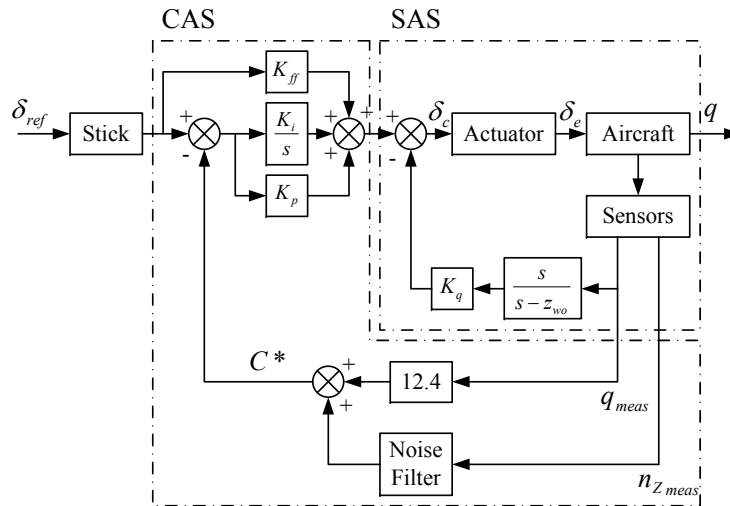 CAS
SAS
K_ff
δ_ref
Stick
+
-
K_i
s
+
+
+
K_p
+
-
δ_c
Actuator
δ_e
Aircraft
q
Sensors
K_q
s
s - z_wo
C*
+
+
12.4
q_meas
Noise
Filter
n_Z meas